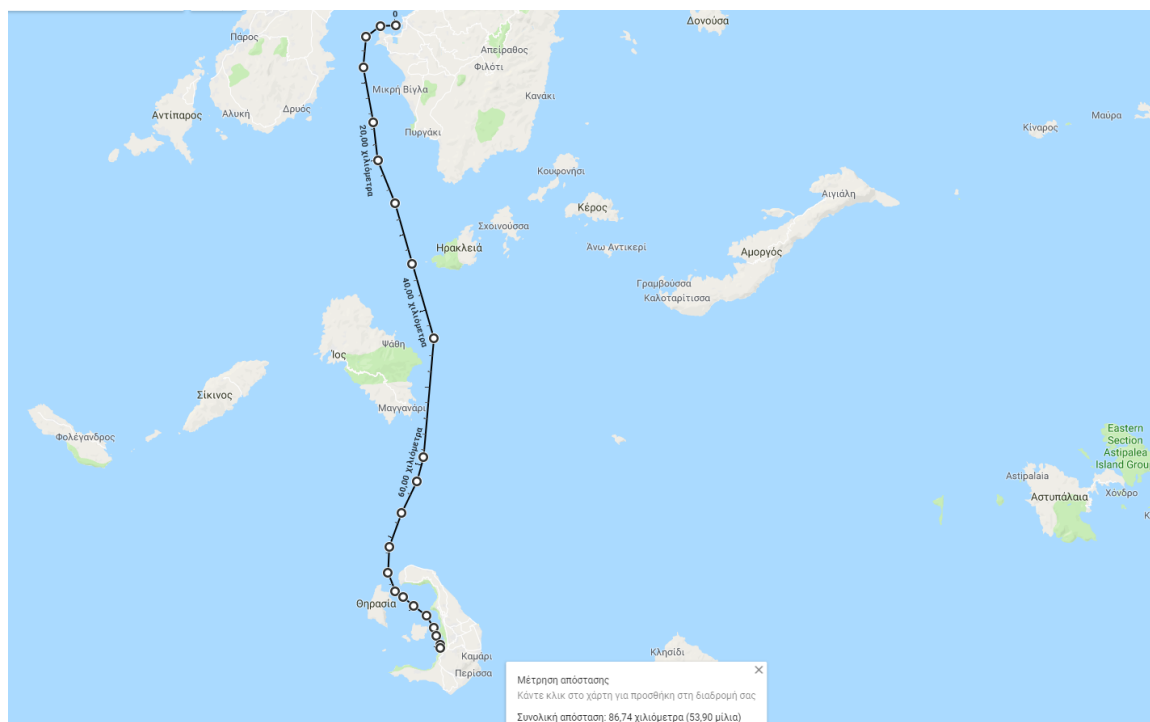 0
Δονούσα
Πάρος
Απείραθος
Φιλότι
Μικρή Βίγλα
Κανάκι
Αντίπαρος
Αλυκή
Δρυός
Μαύρα
Κίναρος
Πυργάκι
20,00 χιλιόμετρα
Κουφονήσι
Αιγιάλη
Κέρος
Σχοινούσσα
Ηρακλειά
Άνω Αντικερί
Αμοργός
Γραμβούσσα
Καλοταρίτισσα
40,00 χιλιόμετρα
Ψάθη
Ίος
Σίκινος
Μαγγανάρι
Φολέγανδρος
60,00 χιλιόμετρα
Eastern
Section
Astipalea
Island Grou
Astipalaia
Χόνδρο
Αστυπάλαια
Κ
Θηρασία
Καμάρι
Περίσσα
Κλησίδι
Μέτρηση απόστασης
Κάντε κλικ στο χάρτη για προσθήκη στη διαδρομή σας
Συνολική απόσταση: 86,74 χιλιόμετρα (53,90 μίλια)